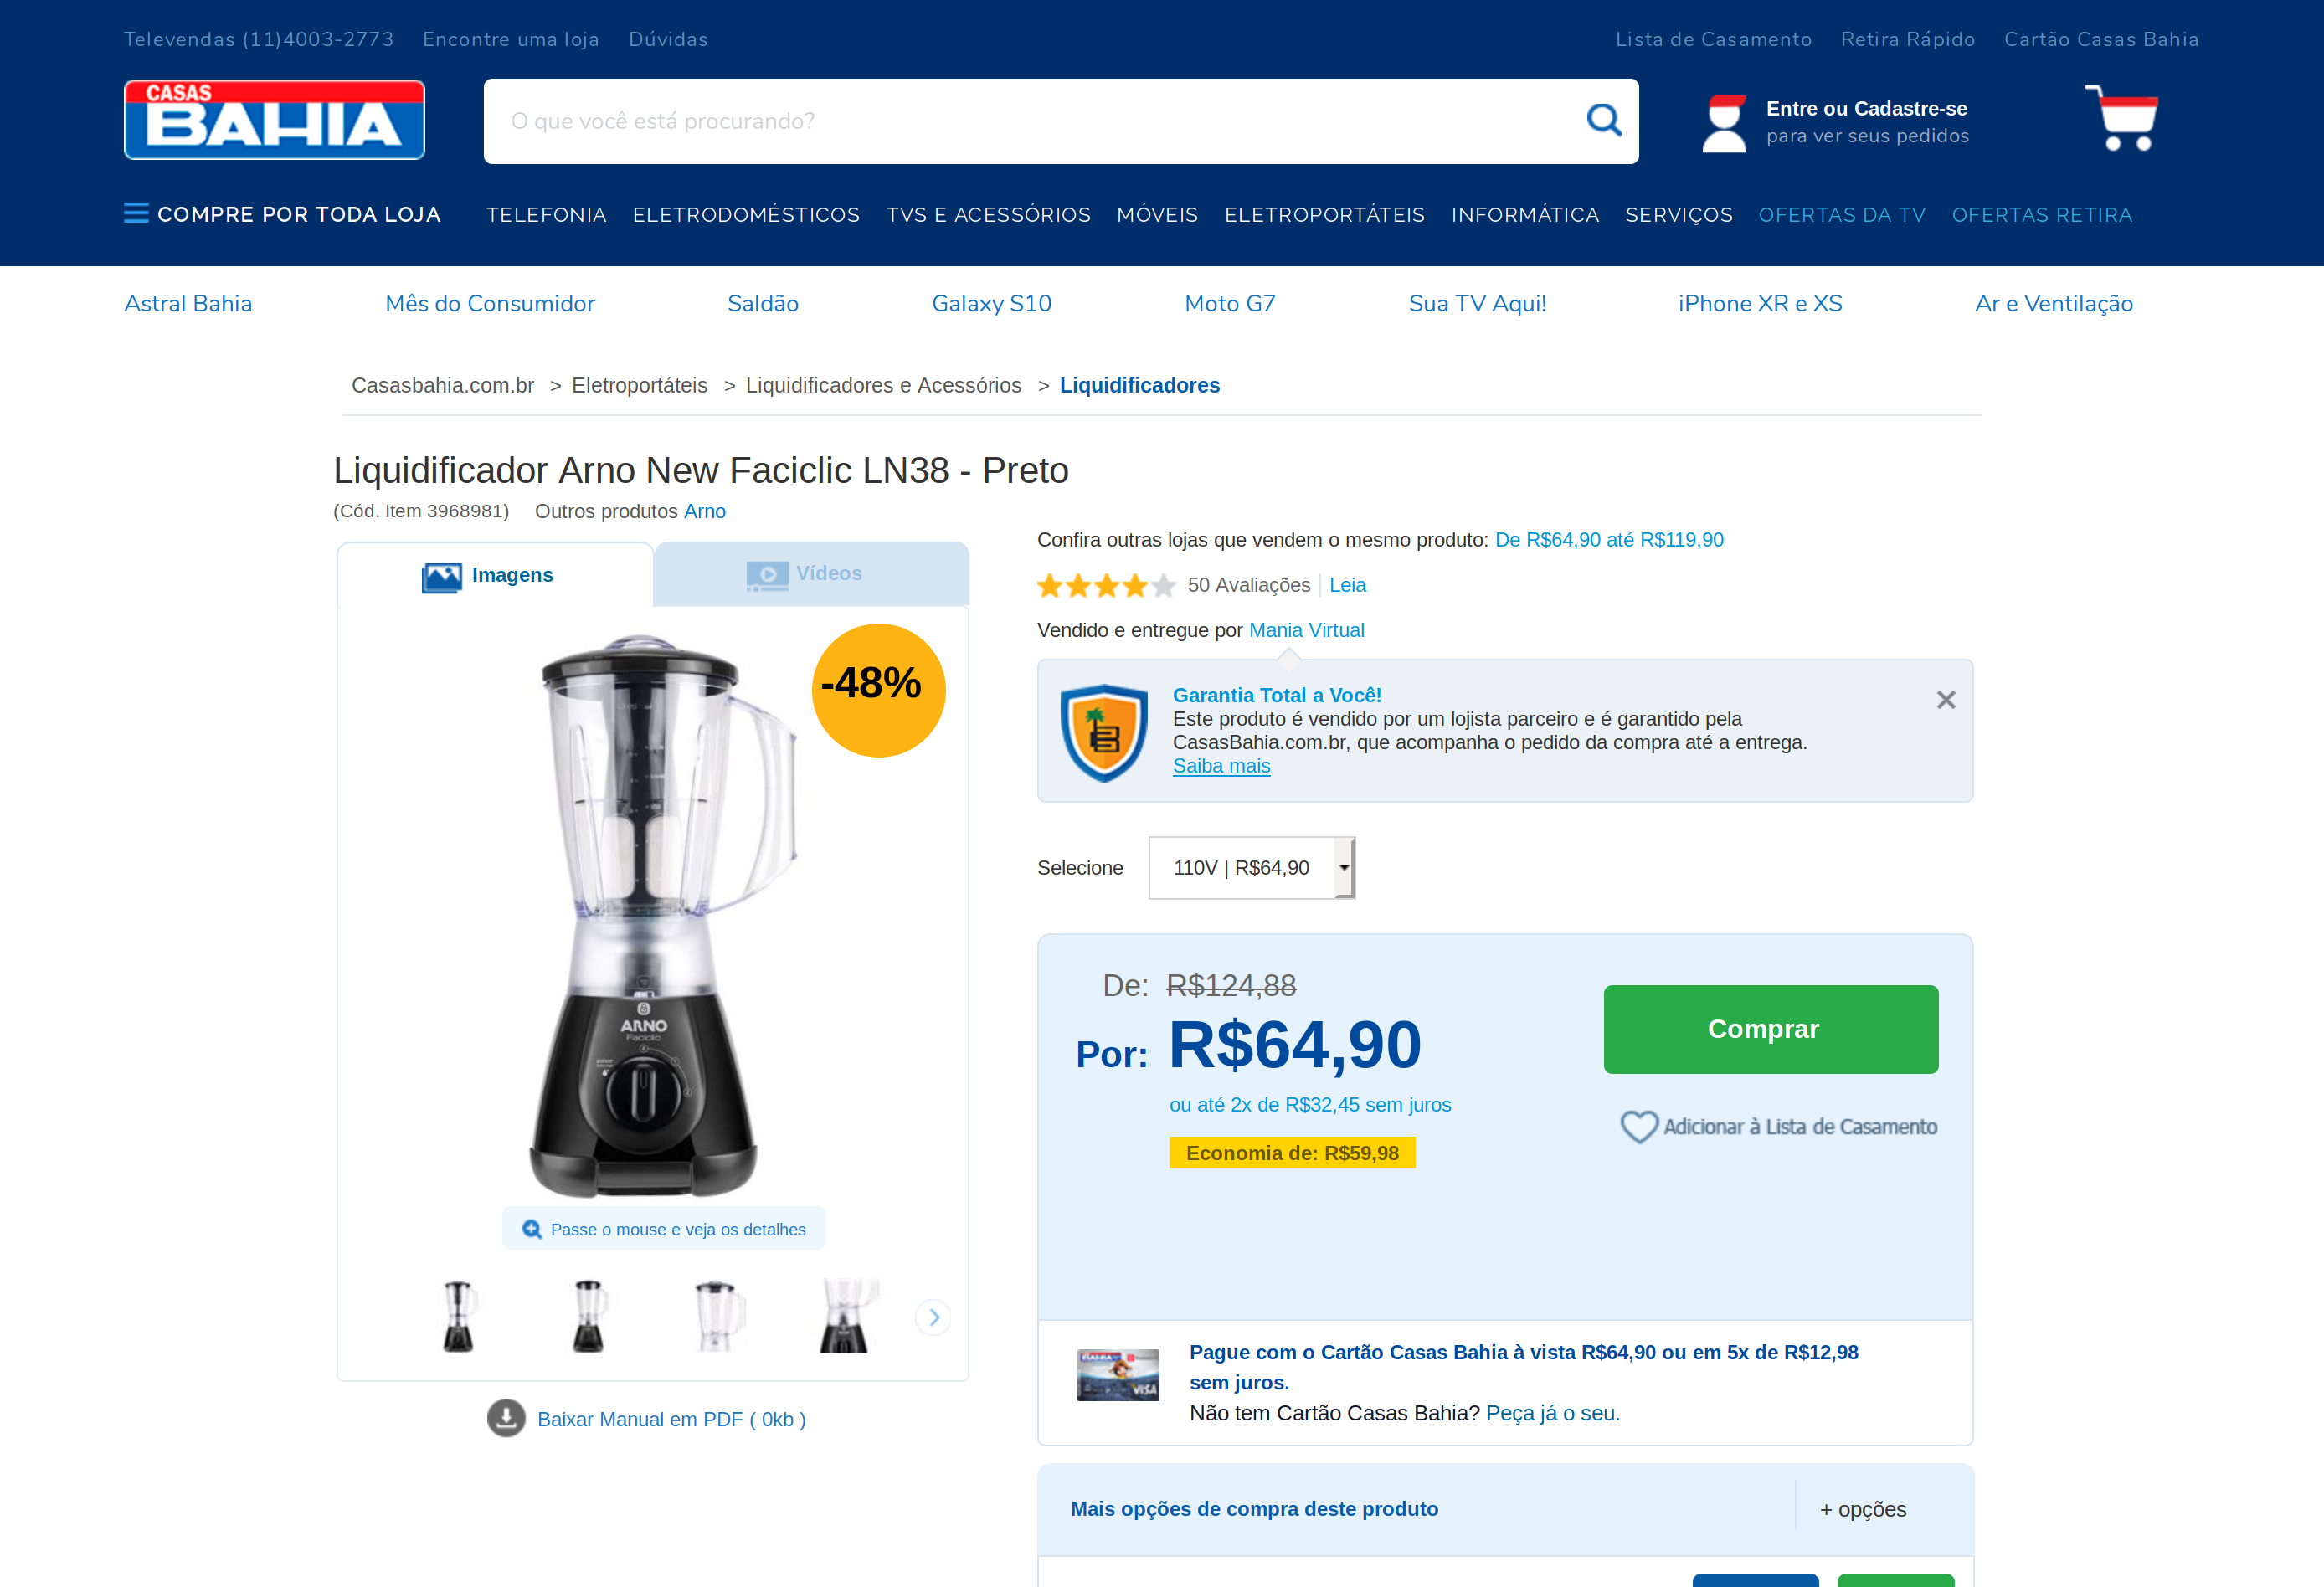 Televendas (11)4003-2773 Encontre uma loja Dúvidas Lista de Casamento Retira Rápido Cartão Casas Bahia
CASAS
BAHIA
O que você está procurando?
Entre ou Cadastre-se
para ver seus pedidos
COMPRE POR TODA LOJA TELEFONIA ELETRODOMÉSTICOS TVS E ACESSÓRIOS MÓVEIS ELETROPORTÁTEIS INFORMÁTICA SERVIÇOS OFERTAS DA TV OFERTAS RETIRA
Astral Bahia Mês do Consumidor Saldão Galaxy S10 Moto G7 Sua TV Aqui! iPhone XR e XS Ar e Ventilação
Casasbahia.com.br > Eletroportáteis > Liquidificadores e Acessórios > Liquidificadores
Liquidificador Arno New Faciclic LN38 - Preto
(Cód. Item 3968981) Outros produtos Arno
Imagens Vídeos
-48%
ARNO
Faciclic
Passe o mouse e veja os detalhes
Baixar Manual em PDF ( 0kb )
Confira outras lojas que vendem o mesmo produto: De R$64,90 até R$119,90
50 Avaliações Leia
Vendido e entregue por Mania Virtual
Garantia Total a Você!
Este produto é vendido por um lojista parceiro e é garantido pela
CasasBahia.com.br, que acompanha o pedido da compra até a entrega.
Saiba mais
Selecione 110V | R$64,90
De: R$124,88
Por: R$64,90
ou até 2x de R$32,45 sem juros
Economia de: R$59,98
Comprar
Adicionar à Lista de Casamento
VISA
Pague com o Cartão Casas Bahia à vista R$64,90 ou em 5x de R$12,98
sem juros.
Não tem Cartão Casas Bahia? Peça já o seu.
Mais opções de compra deste produto + opções